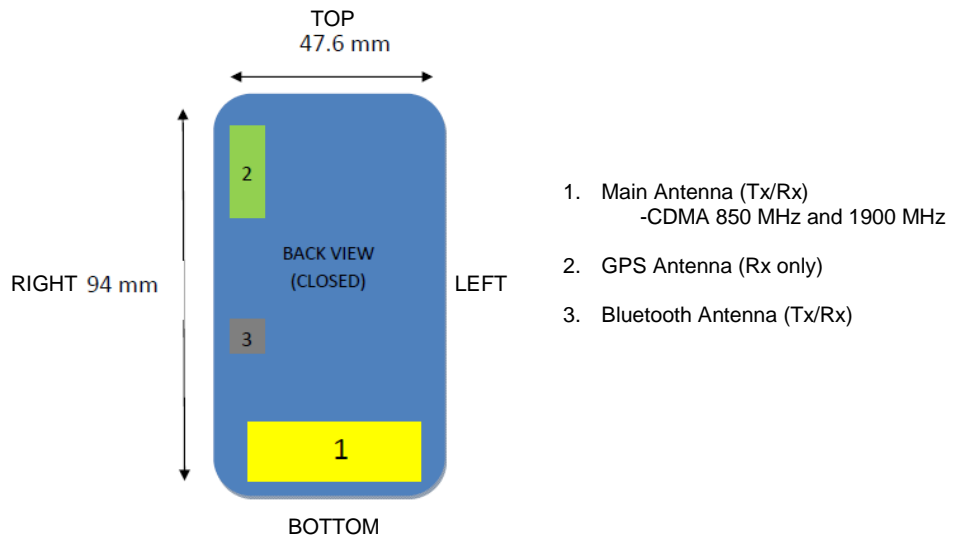 TOP
47.6 mm
2
BACK VIEW
(CLOSED)
RIGHT 94 mm
LEFT
3
1
BOTTOM
1. Main Antenna (Tx/Rx)
-CDMA 850 MHz and 1900 MHz
2. GPS Antenna (Rx only)
3. Bluetooth Antenna (Tx/Rx)